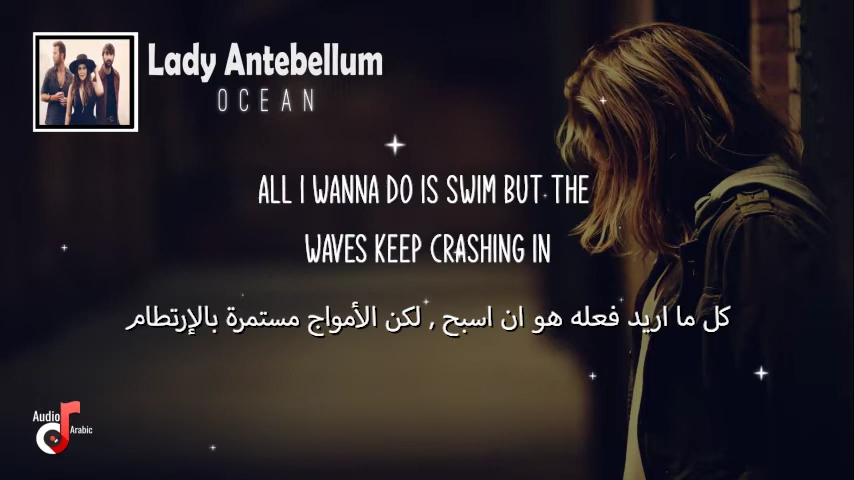 Lady Antebellum
OCEAN
ALL I WANNA DO IS SWIM BUT THE
WAVES KEEP CRASHING IN
كل ما اريد فعله هو ان اسبح , لكن الأمواج مستمرة بالإرتطام
Audio
Arabic